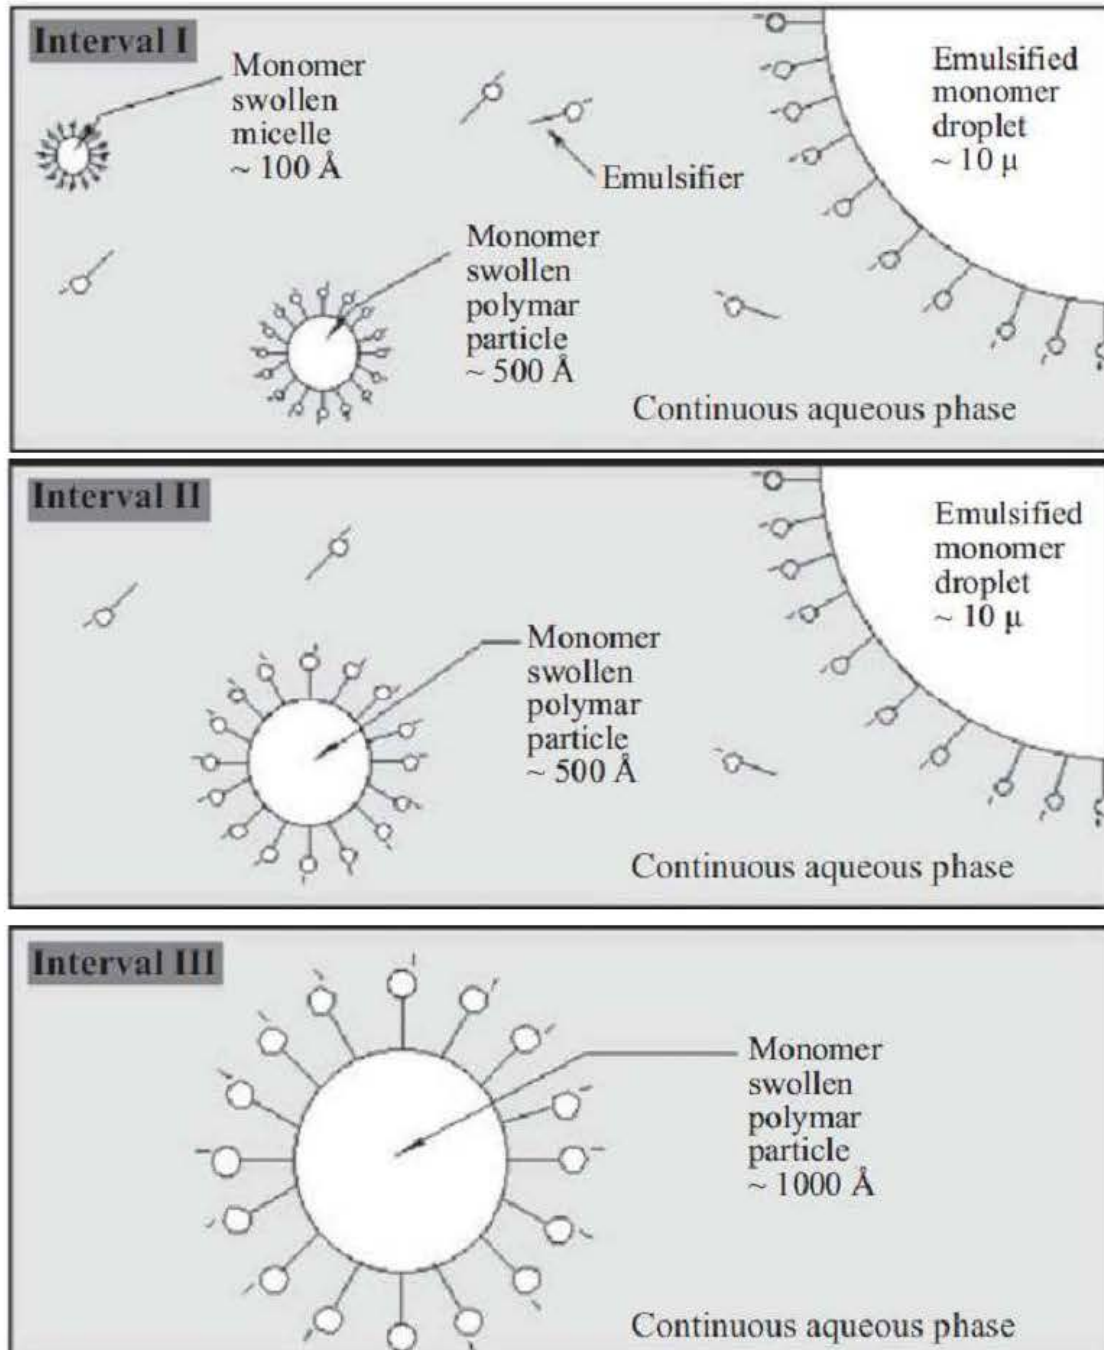 Interval I
Monomer
swollen
micelle
~ 100 Å
Emulsifier
Emulsified
monomer
droplet
~ 10 µ
Monomer
swollen
polymar
particle
~ 500 Å
Continuous aqueous phase
Interval II
Emulsified
monomer
droplet
~ 10 µ
Monomer
swollen
polymar
particle
~ 500 Å
Continuous aqueous phase
Interval III
Monomer
swollen
polymar
particle
~ 1000 Å
Continuous aqueous phase